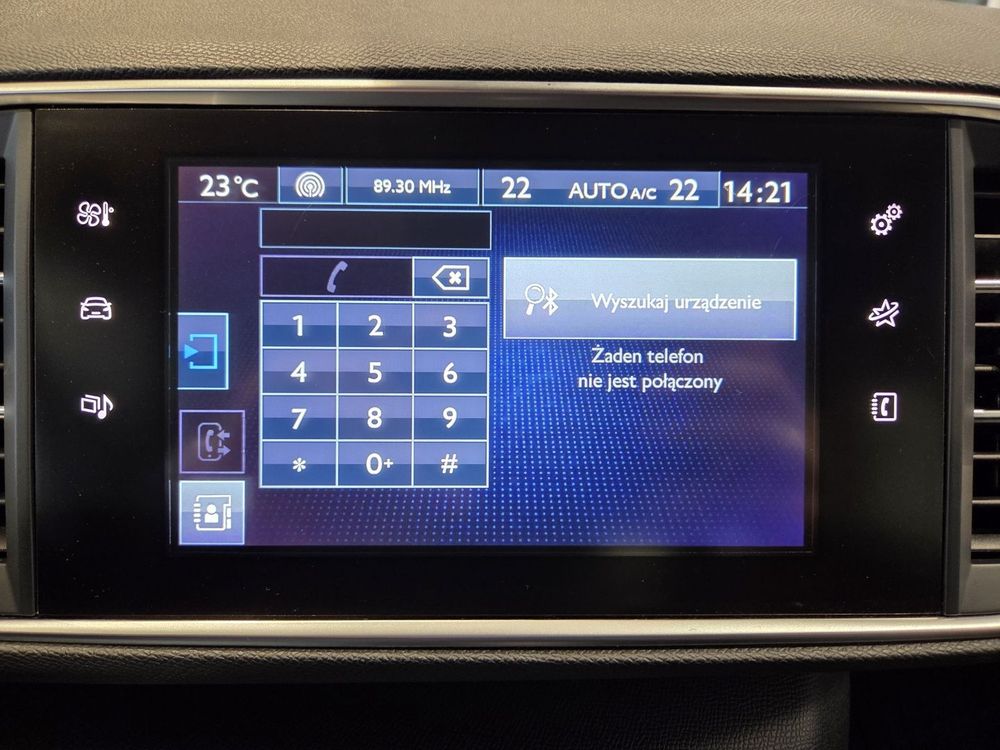 23°C
89.30 MHz
22 AUTO A/C 22
14:21
Wyszukaj urządzenie
Żaden telefon
nie jest połączony
1 2 3
4 5 6
7 8 9
* 0+ #